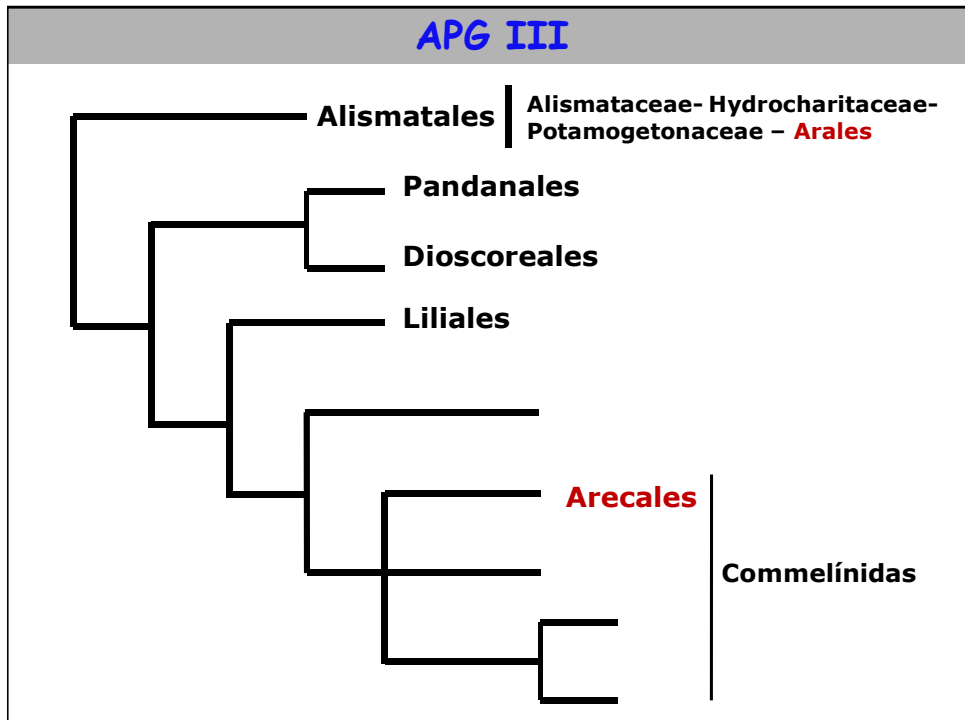 APG III
Alismatales
Alismataceae- Hydrocharitaceae-
Potamogetonaceae – Arales
Pandanales
Dioscoreales
Liliales
Arecales
Commelínidas